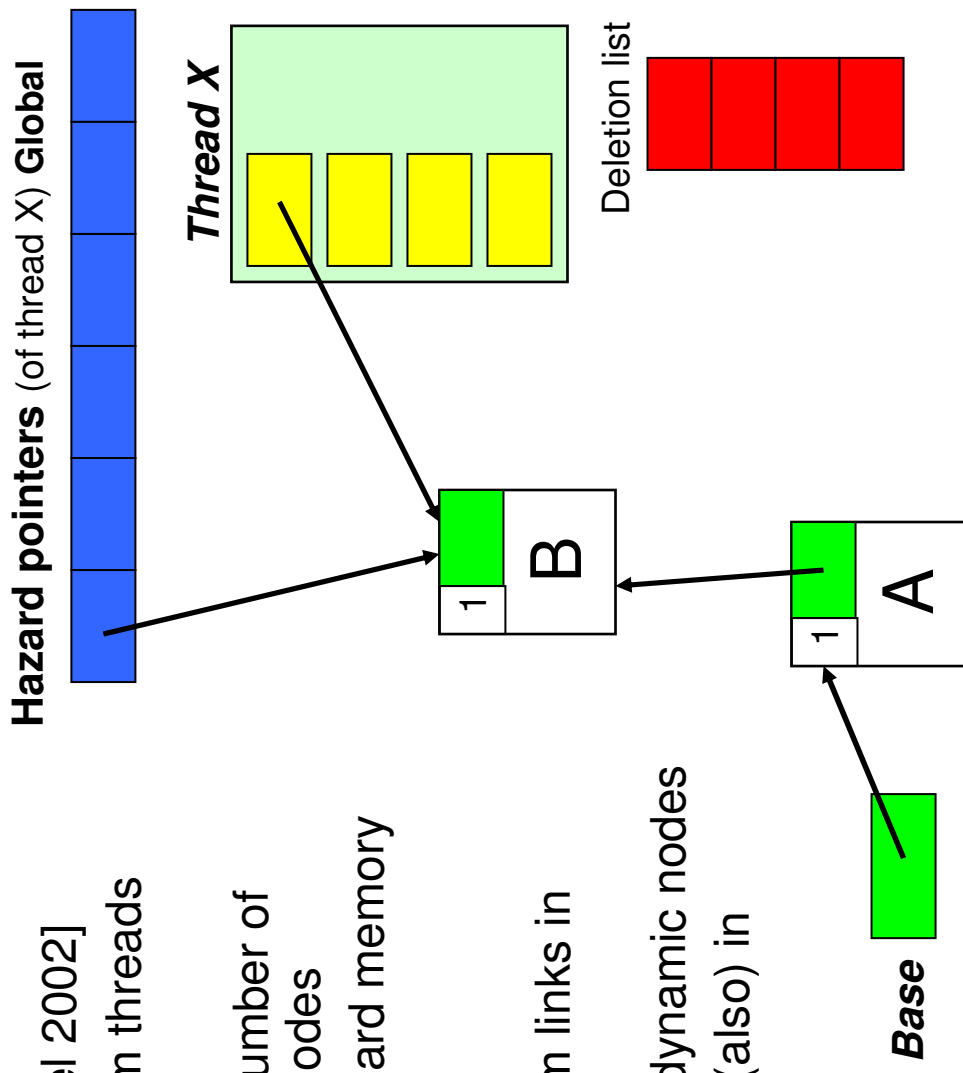 el 2002]
m threads
umber of
odes
ard memory
m links in
dynamic nodes
(also) in
Hazard pointers (of thread X) Global
Thread X
Deletion list
1
B
1
A
Base